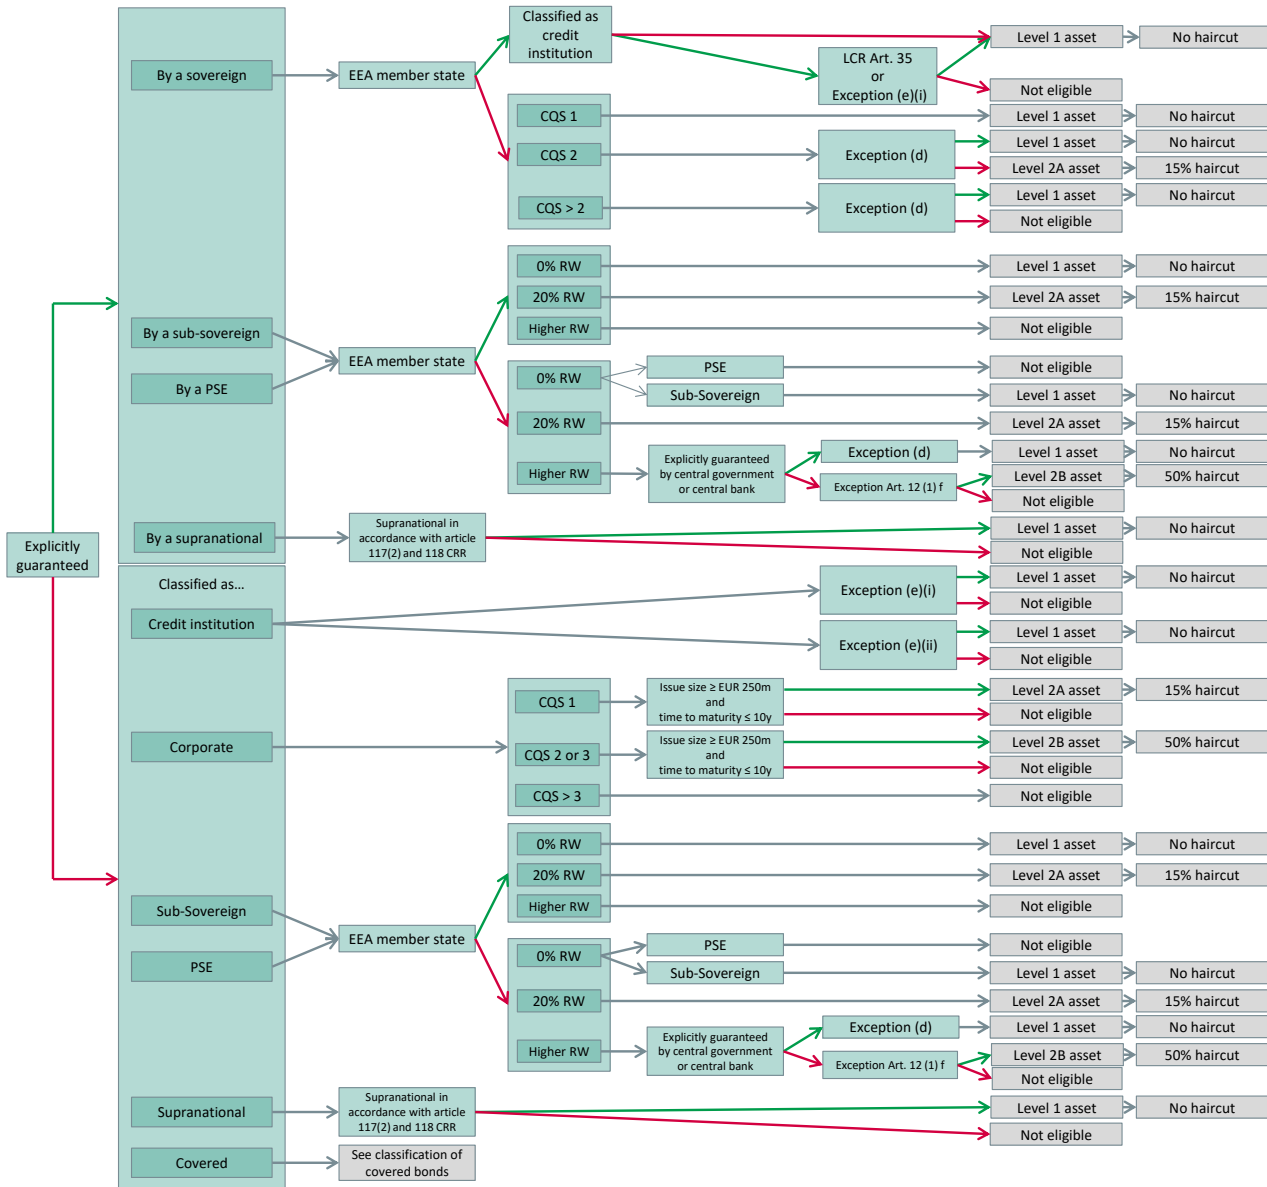 Explicitly
guaranteed
By a sovereign
EEA member state
Classified as
credit
institution
LCR Art. 35
or
Exception (e)(i)
Level 1 asset
No haircut
Not eligible
CQS 1
Level 1 asset
No haircut
CQS 2
Exception (d)
Level 1 asset
No haircut
Level 2A asset
15% haircut
CQS > 2
Exception (d)
Level 1 asset
No haircut
Not eligible
By a sub-sovereign
By a PSE
EEA member state
0% RW
Level 1 asset
No haircut
20% RW
Level 2A asset
15% haircut
Higher RW
Not eligible
0% RW
PSE
Not eligible
Sub-Sovereign
Level 1 asset
No haircut
20% RW
Level 2A asset
15% haircut
Higher RW
Explicitly guaranteed
by central government
or central bank
Exception (d)
Level 1 asset
No haircut
Exception Art. 12 (1) f
Level 2B asset
50% haircut
Not eligible
By a supranational
Supranational in
accordance with article
117(2) and 118 CRR
Level 1 asset
No haircut
Not eligible
Classified as...
Credit institution
Exception (e)(i)
Level 1 asset
No haircut
Not eligible
Exception (e)(ii)
Level 1 asset
No haircut
Not eligible
Corporate
CQS 1
Issue size ≥ EUR 250m
and
time to maturity ≤ 10y
Level 2A asset
15% haircut
Not eligible
CQS 2 or 3
Issue size ≥ EUR 250m
and
time to maturity ≤ 10y
Level 2B asset
50% haircut
Not eligible
CQS > 3
Not eligible
Sub-Sovereign
PSE
EEA member state
0% RW
Level 1 asset
No haircut
20% RW
Level 2A asset
15% haircut
Higher RW
Not eligible
0% RW
PSE
Not eligible
Sub-Sovereign
Level 1 asset
No haircut
20% RW
Level 2A asset
15% haircut
Higher RW
Explicitly guaranteed
by central government
or central bank
Exception (d)
Level 1 asset
No haircut
Exception Art. 12 (1) f
Level 2B asset
50% haircut
Not eligible
Supranational
Supranational in
accordance with article
117(2) and 118 CRR
Level 1 asset
No haircut
Not eligible
Covered
See classification of
covered bonds